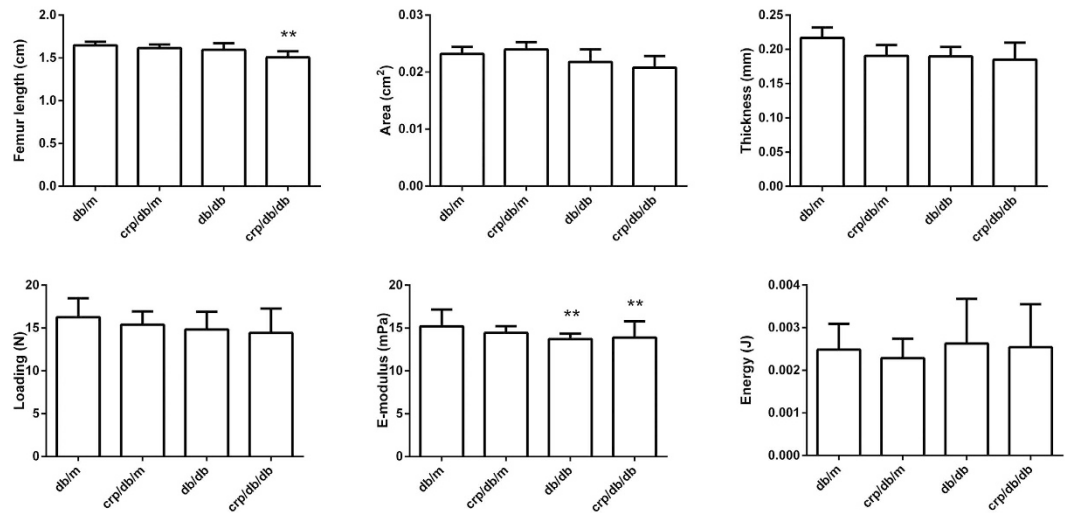 Femur length (cm)
2.0
1.5
1.0
0.5
0.0
**
db/m
crp/db/m
db/db
crp/db/db
Area (cm²)
0.03
0.02
0.01
0.00
db/m
crp/db/m
db/db
crp/db/db
Thickness (mm)
0.25
0.20
0.15
0.10
0.05
0.00
db/m
crp/db/m
db/db
crp/db/db
Loading (N)
20
15
10
5
0
db/m
crp/db/m
db/db
crp/db/db
E-modulus (mPa)
20
15
10
5
0
**
**
db/m
crp/db/m
db/db
crp/db/db
Energy (J)
0.004
0.003
0.002
0.001
0.000
db/m
crp/db/m
db/db
crp/db/db